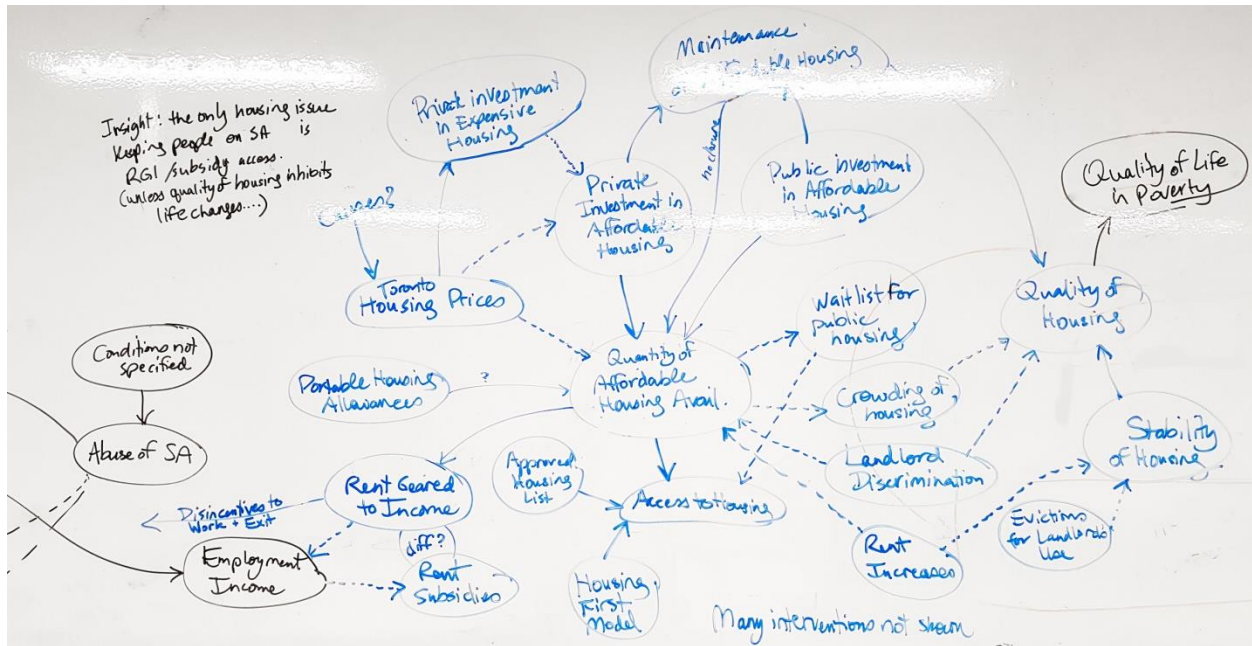 Insight: the only housing issue
keeping people on SA is
RGI/subsidy access.
(unless quality of housing inhibits
life changes....)
Private investment
in Expensive
Housing
Maintenance
Housing
Private
Investment in
Affordable
Housing
no closing
Public Investment
in Affordable
Housing
Quality of Life
in Poverty
Causes?
Toronto
Housing Prices
Wait list for
public
housing
Quality of
Housing
Conditions not
specified
Quantity of
Affordable
Housing Avail.
Portable Housing
Allowances
?
Crowding of
housing
Abuse of SA
Landlord
Discrimination
Stability
of Housing
Rent Geared
to Income
Approved
Housing
List
Access to Housing
Disincentives to
Work + Exit
diff?
Evictions
for Landlords
Use
Employment
Income
Rent
Subsidies
Housing
First
Model
Rent
Increases
Many interventions not shown